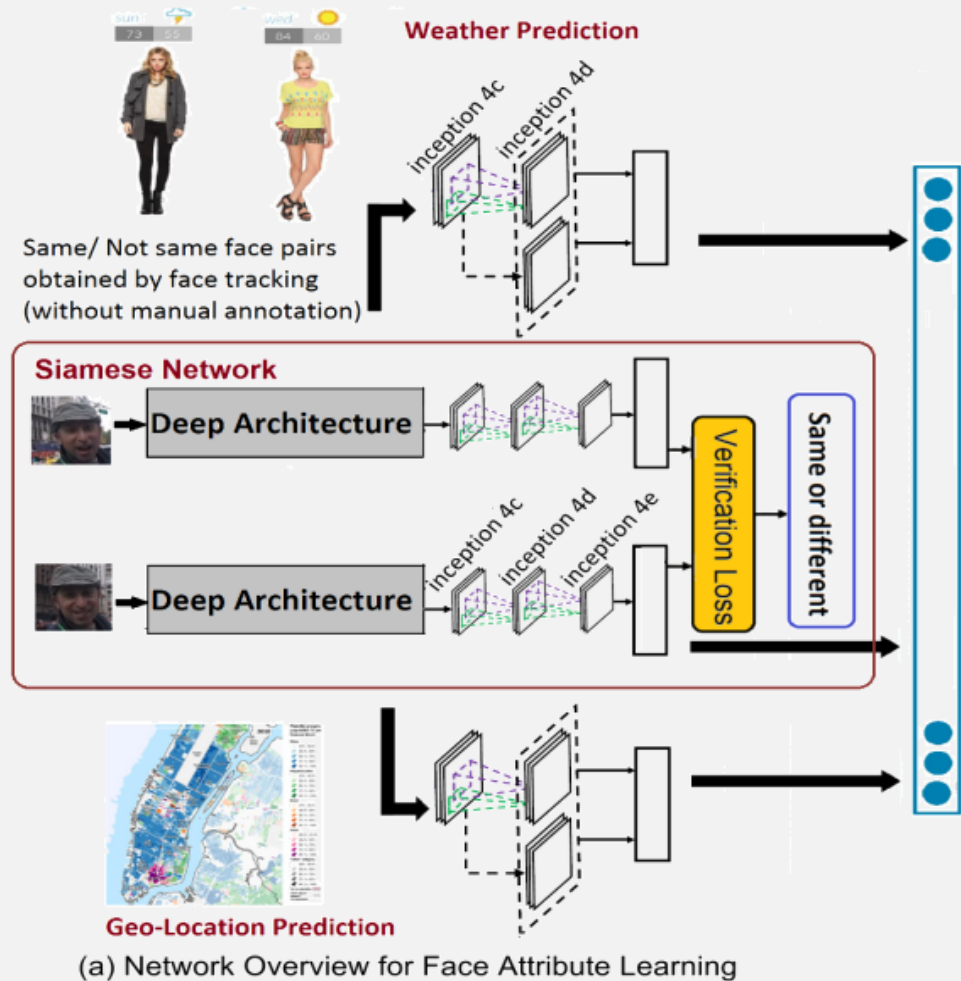 sun
wed
73 55
84 60
Weather Prediction
inception 4c
inception 4d
Same/ Not same face pairs
obtained by face tracking
(without manual annotation)
Siamese Network
Deep Architecture
Verification Loss
Same or different
inception 4c
inception 4d
inception 4e
Deep Architecture
Geo-Location Prediction
(a) Network Overview for Face Attribute Learning